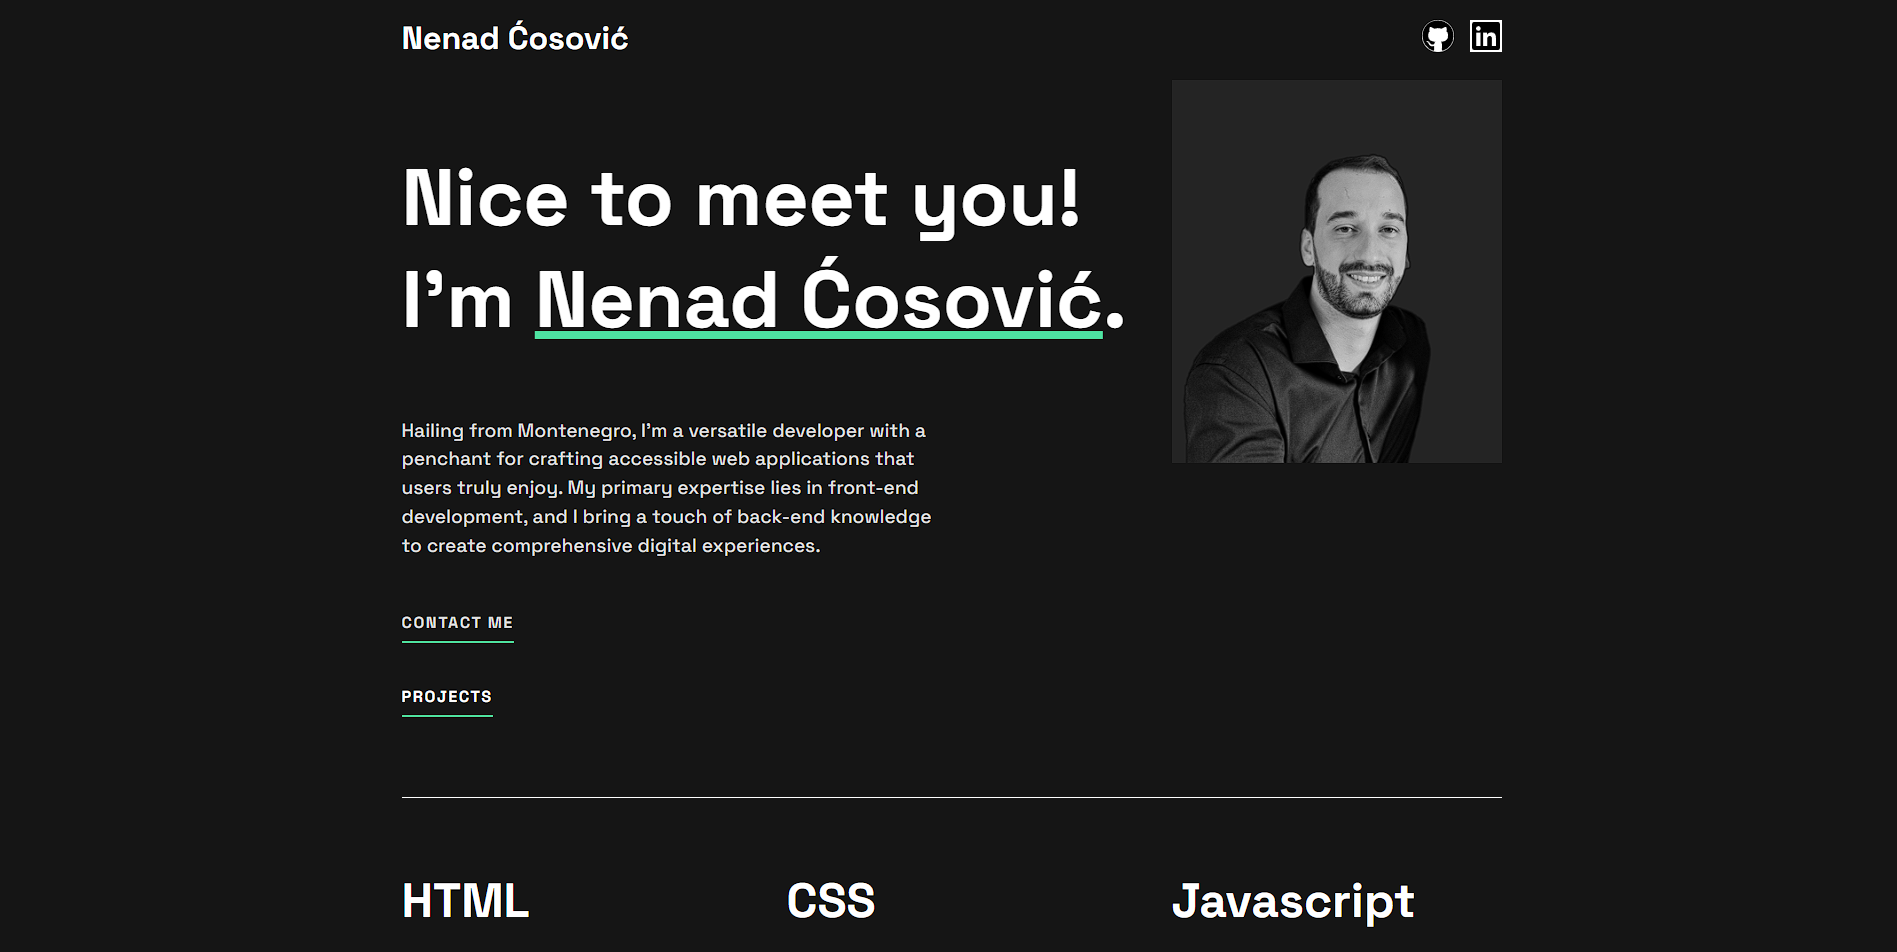 Nenad Ćosović
in
Nice to meet you!
I'm Nenad Ćosović.
Hailing from Montenegro, I'm a versatile developer with a
penchant for crafting accessible web applications that
users truly enjoy. My primary expertise lies in front-end
development, and I bring a touch of back-end knowledge
to create comprehensive digital experiences.
CONTACT ME
PROJECTS
HTML
CSS
Javascript